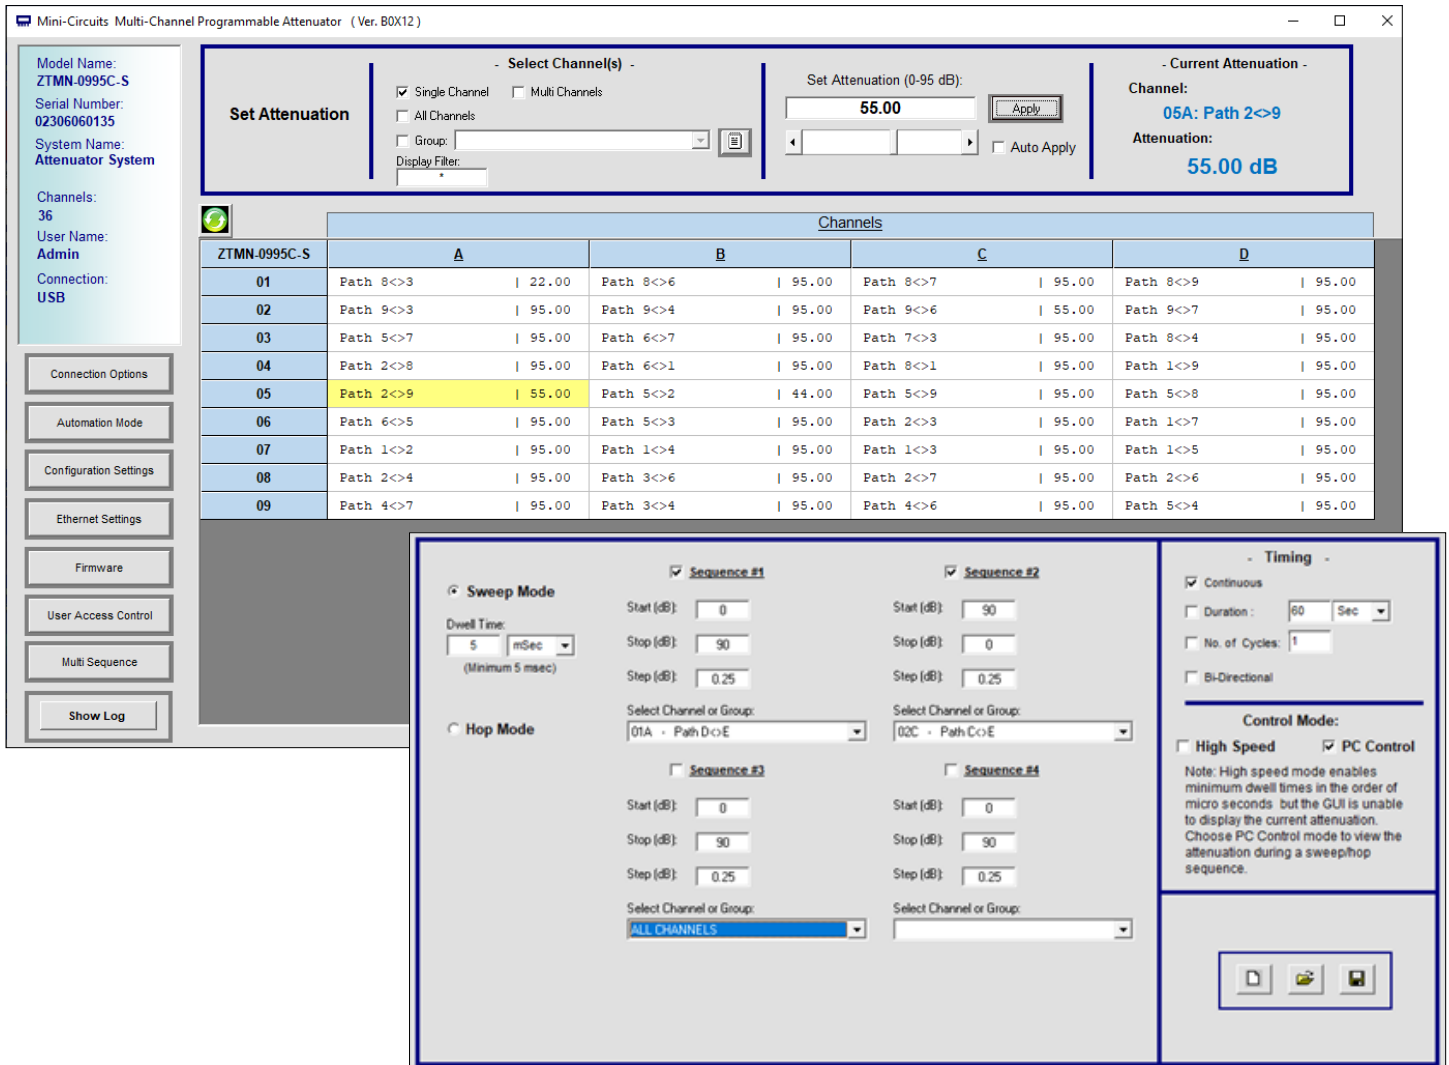 Mini-Circuits Multi-Channel Programmable Attenuator ( Ver. B0X12 )
Model Name:
ZTMN-0995C-S
Serial Number:
02306060135
System Name:
Attenuator System
Channels:
36
User Name:
Admin
Connection:
USB
Connection Options
Automation Mode
Configuration Settings
Ethernet Settings
Firmware
User Access Control
Multi Sequence
Show Log
Set Attenuation
- Select Channel(s) -
Single Channel Multi Channels
All Channels
Group:
Display Filter:
*
Set Attenuation (0-95 dB):
55.00 Apply
Auto Apply
- Current Attenuation -
Channel:
05A: Path 2<>9
Attenuation:
55.00 dB
Channels
ZTMN-0995C-S A B C D
01 Path 8<>3 | 22.00 Path 8<>6 | 95.00 Path 8<>7 | 95.00 Path 8<>9 | 95.00
02 Path 9<>3 | 95.00 Path 9<>4 | 95.00 Path 9<>6 | 55.00 Path 9<>7 | 95.00
03 Path 5<>7 | 95.00 Path 6<>7 | 95.00 Path 7<>3 | 95.00 Path 8<>4 | 95.00
04 Path 2<>8 | 95.00 Path 6<>1 | 95.00 Path 8<>1 | 95.00 Path 1<>9 | 95.00
05 Path 2<>9 | 55.00 Path 5<>2 | 44.00 Path 5<>9 | 95.00 Path 5<>8 | 95.00
06 Path 6<>5 | 95.00 Path 5<>3 | 95.00 Path 2<>3 | 95.00 Path 1<>7 | 95.00
07 Path 1<>2 | 95.00 Path 1<>4 | 95.00 Path 1<>3 | 95.00 Path 1<>5 | 95.00
08 Path 2<>4 | 95.00 Path 3<>6 | 95.00 Path 2<>7 | 95.00 Path 2<>6 | 95.00
09 Path 4<>7 | 95.00 Path 3<>4 | 95.00 Path 4<>6 | 95.00 Path 5<>4 | 95.00
Sweep Mode
Dwell Time:
5 mSec
(Minimum 5 msec)
Hop Mode
Sequence #1
Start (dB): 0
Stop (dB): 90
Step (dB): 0.25
Select Channel or Group:
01A - Path D<>E
Sequence #2
Start (dB): 90
Stop (dB): 0
Step (dB): 0.25
Select Channel or Group:
02C - Path C<>E
Sequence #3
Start (dB): 0
Stop (dB): 90
Step (dB): 0.25
Select Channel or Group:
ALL CHANNELS
Sequence #4
Start (dB): 0
Stop (dB): 90
Step (dB): 0.25
Select Channel or Group:
- Timing -
Continuous
Duration : 60 Sec
No. of Cycles: 1
Bi-Directional
Control Mode:
High Speed PC Control
Note: High speed mode enables
minimum dwell times in the order of
micro seconds but the GUI is unable
to display the current attenuation.
Choose PC Control mode to view the
attenuation during a sweep/hop
sequence.